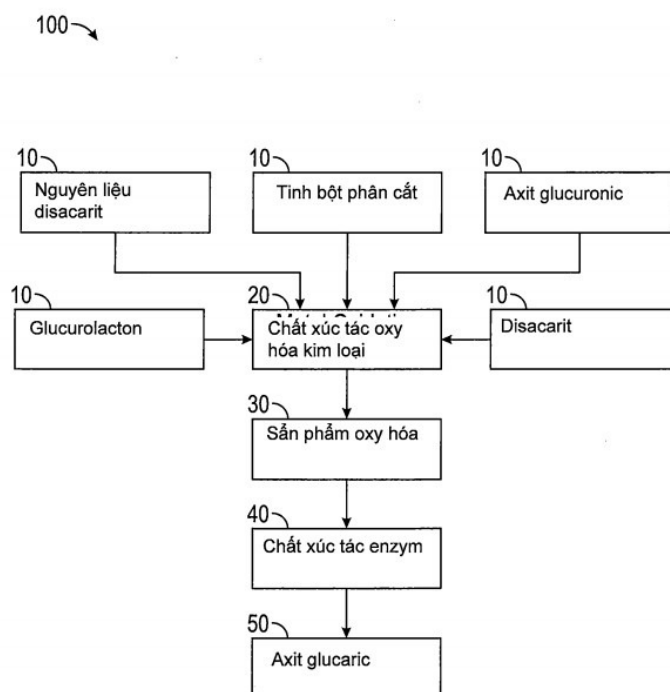 100
10
10
10
Nguyên liệu
disacarit
Tinh bột phân cắt
Axit glucuronic
10
20
10
Glucurolacton
Chất xúc tác oxy
hóa kim loại
Disacarit
30
Sản phẩm oxy hóa
40
Chất xúc tác enzym
50
Axit glucaric